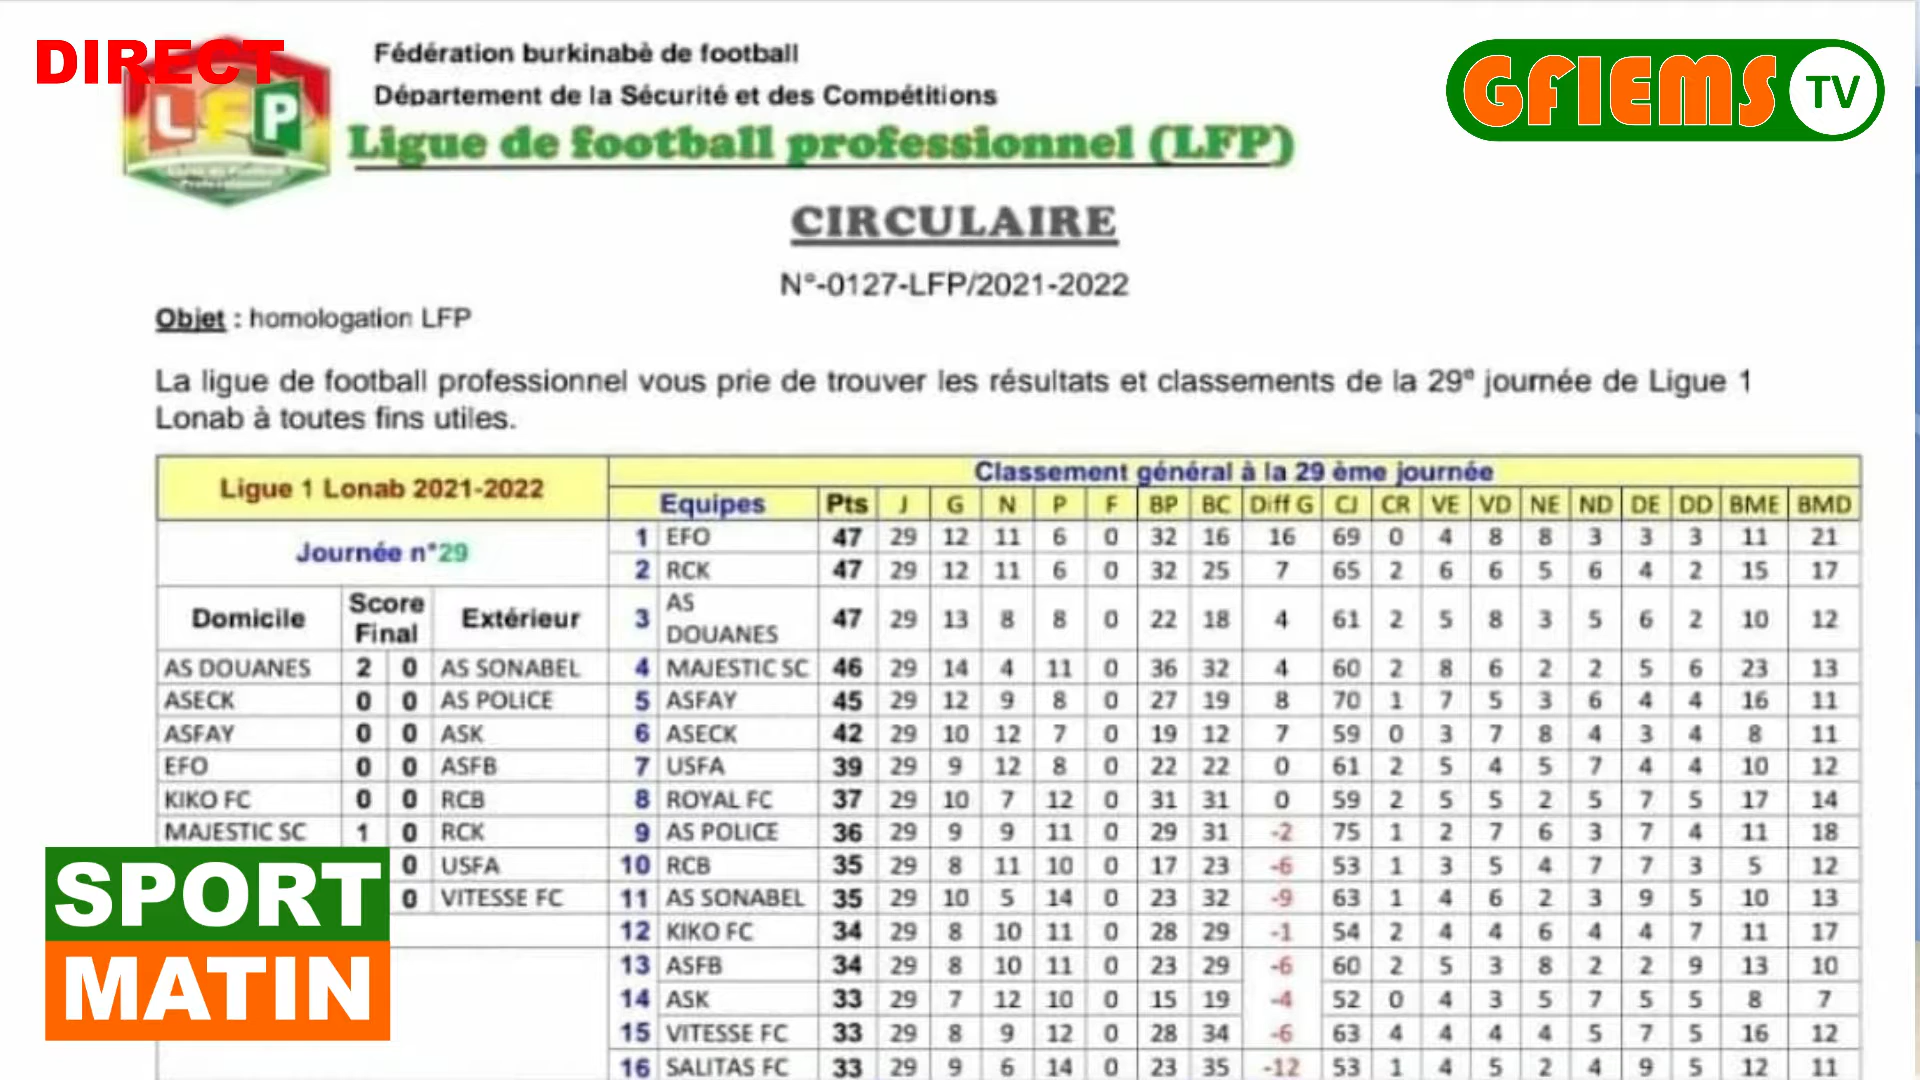 DIRECT
LFP
Fédération burkinabè de football
Département de la Sécurité et des Compétitions
Ligue de football professionnel (LFP)
GFIEMS TV
CIRCULAIRE
N°-0127-LFP/2021-2022
Objet : homologation LFP
La ligue de football professionnel vous prie de trouver les résultats et classements de la 29e journée de Ligue 1
Lonab à toutes fins utiles.
Ligue 1 Lonab 2021-2022
Journée n°29
Domicile Score Final Extérieur
AS DOUANES 2 0 AS SONABEL
ASECK 0 0 AS POLICE
ASFAY 0 0 ASK
EFO 0 0 ASFB
KIKO FC 0 0 RCB
MAJESTIC SC 1 0 RCK
0 USFA
0 VITESSE FC
Classement général à la 29 ème journée
Equipes Pts J G N P F BP BC Diff G CJ CR VE VD NE ND DE DD BME BMD
1 EFO 47 29 12 11 6 0 32 16 16 69 0 4 8 8 3 3 3 11 21
2 RCK 47 29 12 11 6 0 32 25 7 65 2 6 6 5 6 4 2 15 17
3 AS DOUANES 47 29 13 8 8 0 22 18 4 61 2 5 8 3 5 6 2 10 12
4 MAJESTIC SC 46 29 14 4 11 0 36 32 4 60 2 8 6 2 2 5 6 23 13
5 ASFAY 45 29 12 9 8 0 27 19 8 70 1 7 5 3 6 4 4 16 11
6 ASECK 42 29 10 12 7 0 19 12 7 59 0 3 7 8 4 3 4 8 11
7 USFA 39 29 9 12 8 0 22 22 0 61 2 5 4 5 7 4 4 10 12
8 ROYAL FC 37 29 10 7 12 0 31 31 0 59 2 5 5 2 5 7 5 17 14
9 AS POLICE 36 29 9 9 11 0 29 31 -2 75 1 2 7 6 3 7 4 11 18
10 RCB 35 29 8 11 10 0 17 23 -6 53 1 3 5 4 7 7 3 5 12
11 AS SONABEL 35 29 10 5 14 0 23 32 -9 63 1 4 6 2 3 9 5 10 13
12 KIKO FC 34 29 8 10 11 0 28 29 -1 54 2 4 4 6 4 4 7 11 17
13 ASFB 34 29 8 10 11 0 23 29 -6 60 2 5 3 8 2 2 9 13 10
14 ASK 33 29 7 12 10 0 15 19 -4 52 0 4 3 5 7 5 5 8 7
15 VITESSE FC 33 29 8 9 12 0 28 34 -6 63 4 4 4 4 5 7 5 16 12
16 SALITAS FC 33 29 9 6 14 0 23 35 -12 53 1 4 5 2 4 9 5 12 11
SPORT
MATIN